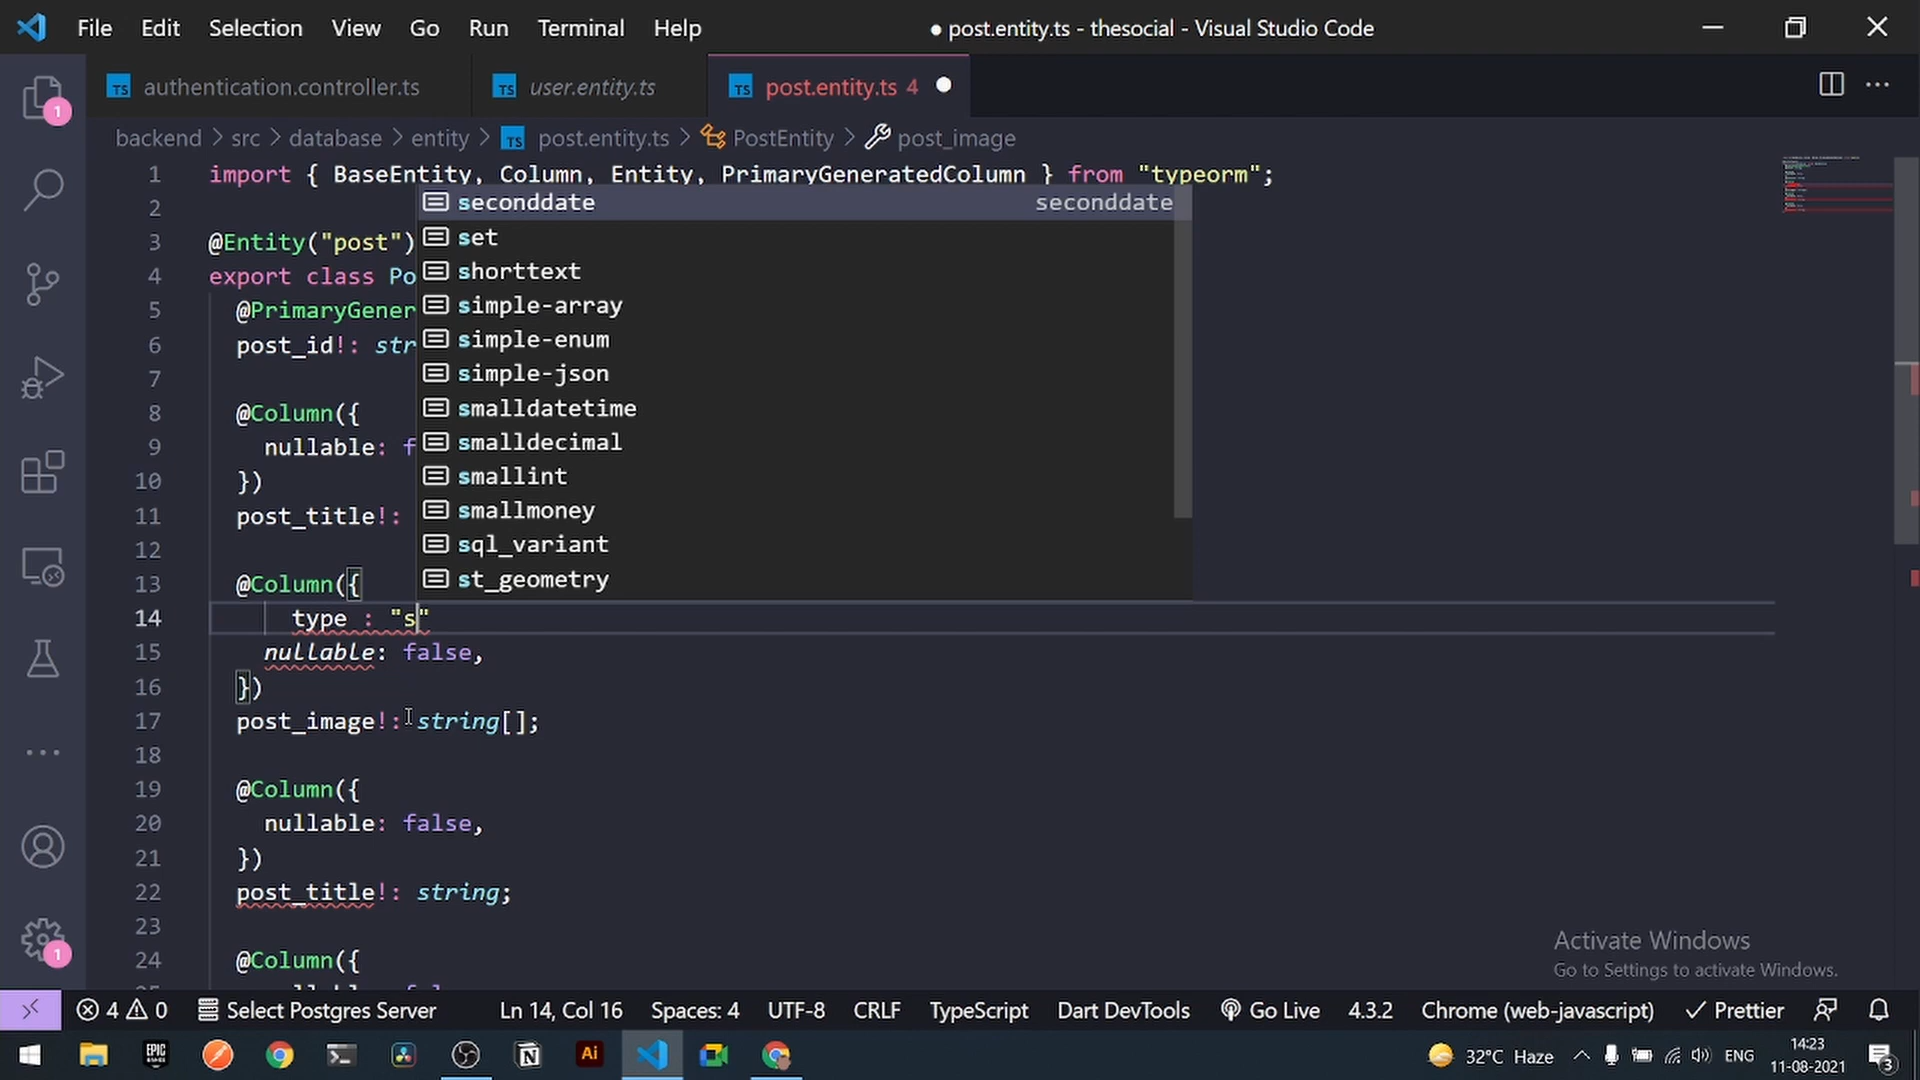 File Edit Selection View Go Run Terminal Help
● post.entity.ts - thesocial - Visual Studio Code
TS authentication.controller.ts
TS user.entity.ts
TS post.entity.ts 4 ●
backend > src > database > entity > TS post.entity.ts > PostEntity > post_image
1 import { BaseEntity, Column, Entity, PrimaryGeneratedColumn } from "typeorm";
2
3 @Entity("post")
4 export class Po
5 @PrimaryGener
6 post_id!: str
7
8 @Column({
9 nullable: f
10 })
11 post_title!:
12
13 @Column({
14 type : "s"
15 nullable: false,
16 })
17 post_image!: string[];
18
19 @Column({
20 nullable: false,
21 })
22 post_title!: string;
23
24 @Column({
seconddate seconddate
set
shorttext
simple-array
simple-enum
simple-json
smalldatetime
smalldecimal
smallint
smallmoney
sql_variant
st_geometry
1
1
Activate Windows
Go to Settings to activate Windows.
4 0 Select Postgres Server Ln 14, Col 16 Spaces: 4 UTF-8 CRLF TypeScript Dart DevTools Go Live 4.3.2 Chrome (web-javascript) Prettier
EPIC GAMES
N
Ai
32°C Haze
ENG
14:23
11-08-2021
3